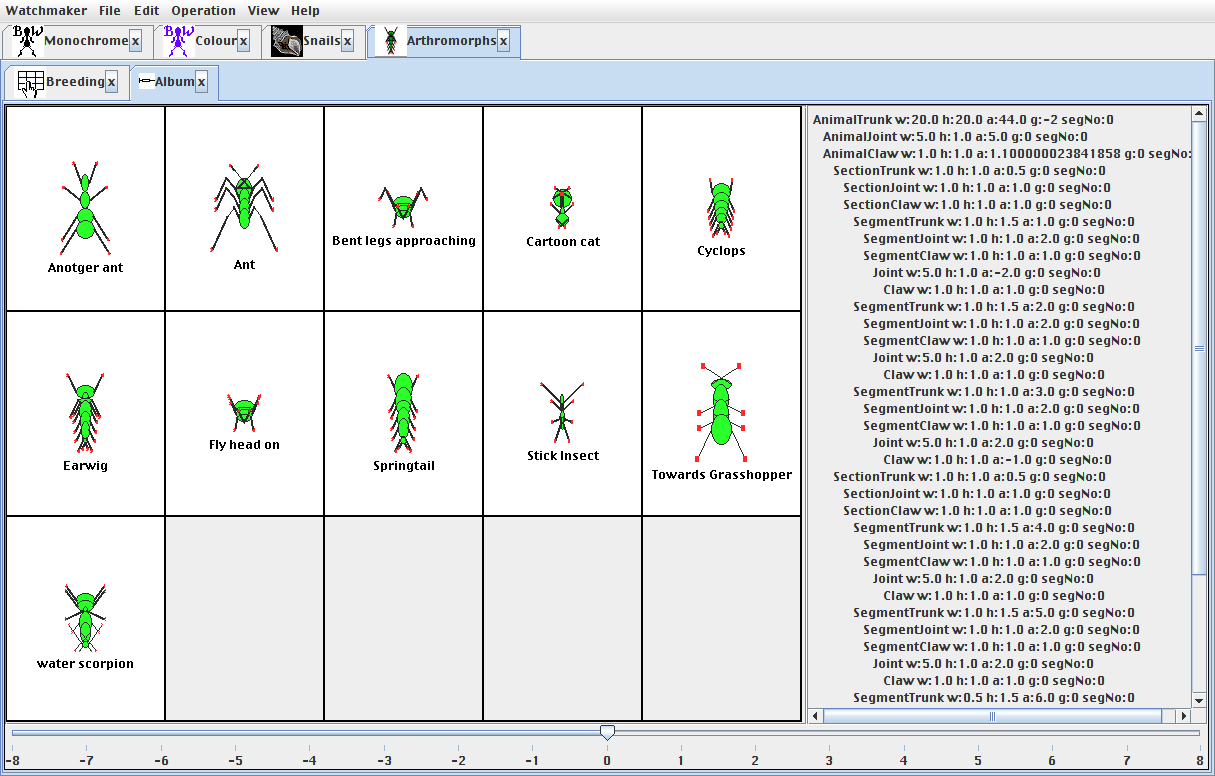 Watchmaker File Edit Operation View Help
BW Monochrome x BW Colour x Snails x Arthromorphs x
Breeding x Album x
Anotger ant
Ant
Bent legs approaching
Cartoon cat
Cyclops
Earwig
Fly head on
Springtail
Stick Insect
Towards Grasshopper
water scorpion
AnimalTrunk w:20.0 h:20.0 a:44.0 g:-2 segNo:0
AnimalJoint w:5.0 h:1.0 a:5.0 g:0 segNo:0
AnimalClaw w:1.0 h:1.0 a:1.100000023841858 g:0 segNo:
SectionTrunk w:1.0 h:1.0 a:0.5 g:0 segNo:0
SectionJoint w:1.0 h:1.0 a:1.0 g:0 segNo:0
SectionClaw w:1.0 h:1.0 a:1.0 g:0 segNo:0
SegmentTrunk w:1.0 h:1.5 a:1.0 g:0 segNo:0
SegmentJoint w:1.0 h:1.0 a:2.0 g:0 segNo:0
SegmentClaw w:1.0 h:1.0 a:1.0 g:0 segNo:0
Joint w:5.0 h:1.0 a:-2.0 g:0 segNo:0
Claw w:1.0 h:1.0 a:1.0 g:0 segNo:0
SegmentTrunk w:1.0 h:1.5 a:2.0 g:0 segNo:0
SegmentJoint w:1.0 h:1.0 a:2.0 g:0 segNo:0
SegmentClaw w:1.0 h:1.0 a:1.0 g:0 segNo:0
Joint w:5.0 h:1.0 a:2.0 g:0 segNo:0
Claw w:1.0 h:1.0 a:1.0 g:0 segNo:0
SegmentTrunk w:1.0 h:1.5 a:3.0 g:0 segNo:0
SegmentJoint w:1.0 h:1.0 a:2.0 g:0 segNo:0
SegmentClaw w:1.0 h:1.0 a:1.0 g:0 segNo:0
Joint w:5.0 h:1.0 a:2.0 g:0 segNo:0
Claw w:1.0 h:1.0 a:-1.0 g:0 segNo:0
SectionTrunk w:1.0 h:1.0 a:0.5 g:0 segNo:0
SectionJoint w:1.0 h:1.0 a:1.0 g:0 segNo:0
SectionClaw w:1.0 h:1.0 a:1.0 g:0 segNo:0
SegmentTrunk w:1.0 h:1.5 a:4.0 g:0 segNo:0
SegmentJoint w:1.0 h:1.0 a:2.0 g:0 segNo:0
SegmentClaw w:1.0 h:1.0 a:1.0 g:0 segNo:0
Joint w:5.0 h:1.0 a:2.0 g:0 segNo:0
Claw w:1.0 h:1.0 a:1.0 g:0 segNo:0
SegmentTrunk w:1.0 h:1.5 a:5.0 g:0 segNo:0
SegmentJoint w:1.0 h:1.0 a:2.0 g:0 segNo:0
SegmentClaw w:1.0 h:1.0 a:1.0 g:0 segNo:0
Joint w:5.0 h:1.0 a:2.0 g:0 segNo:0
Claw w:1.0 h:1.0 a:1.0 g:0 segNo:0
SegmentTrunk w:0.5 h:1.5 a:6.0 g:0 segNo:0
-8 -7 -6 -5 -4 -3 -2 -1 0 1 2 3 4 5 6 7 8